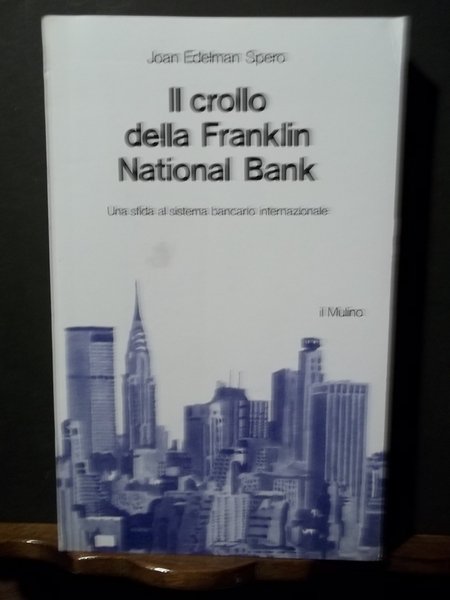 Joan Edelman Spero
Il crollo
della Franklin
National Bank
Una sfida al sistema bancario internazionale
il Mulino